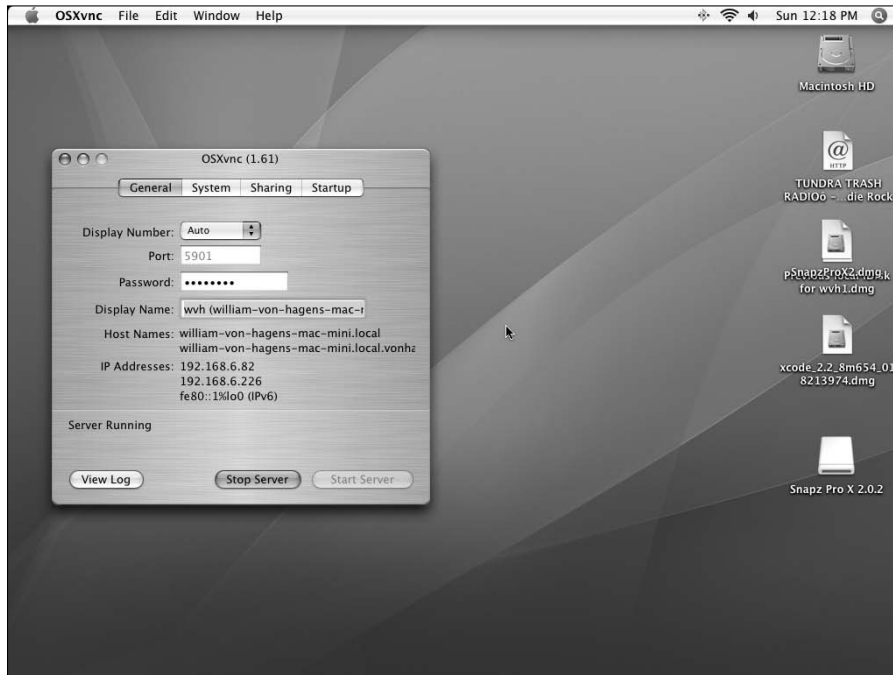 OSXvnc File Edit Window Help Sun 12:18 PM
Macintosh HD
HTTP
TUNDRA TRASH
RADIOö – ...die Rock
SnapzProX2.dmg
for wvh1.dmg
xcode_2.2_8m654_01
8213974.dmg
Snapz Pro X 2.0.2
OSXvnc (1.61)
General System Sharing Startup
Display Number: Auto
Port: 5901
Password: ••••••••
Display Name: wvh (william-von-hagens-mac-r
Host Names: william-von-hagens-mac-mini.local
william-von-hagens-mac-mini.local.vonha
IP Addresses: 192.168.6.82
192.168.6.226
fe80::1%lo0 (IPv6)
Server Running
View Log Stop Server Start Server